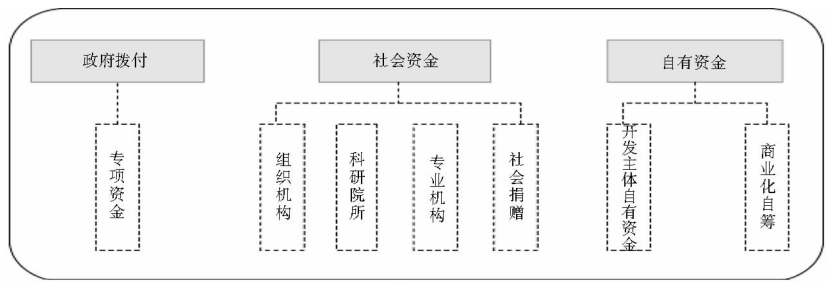 政府拨付
社会资金
自有资金
专项资金
组织机构
科研院所
专业机构
社会捐赠
开发主体自有资金
商业化自筹